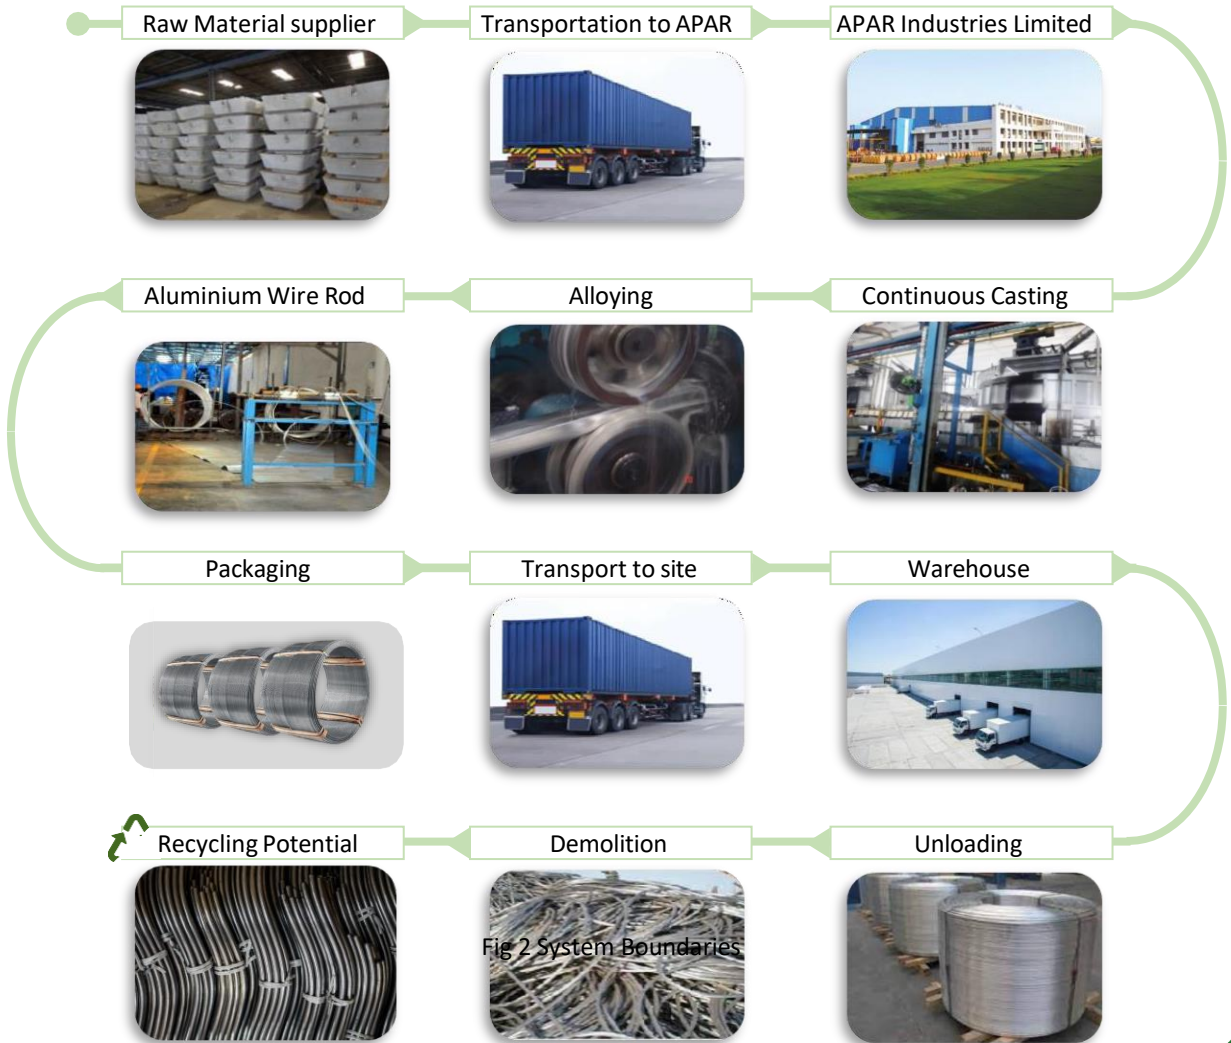 Raw Material supplier
Transportation to APAR
APAR Industries Limited
Aluminium Wire Rod
Alloying
Continuous Casting
Packaging
Transport to site
Warehouse
Recycling Potential
Demolition
Unloading
Fig 2 System Boundaries